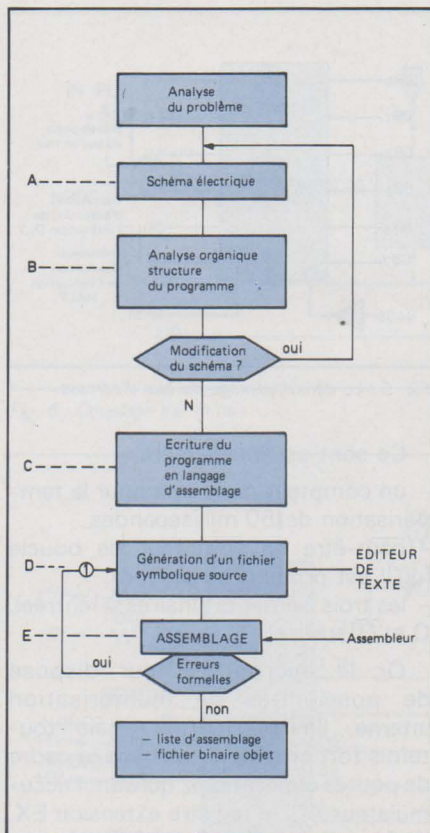 Analyse
du problème
A
Schéma électrique
B
Analyse organique
structure
du programme
Modification
du schéma ?
oui
*
N
C
Ecriture du
programme
en langage
d'assemblage
D
1
Génération d'un fichier
symbolique source
EDITEUR
DE
TEXTE
E
ASSEMBLAGE
Assembleur
oui
Erreurs
formelles
non
– liste d'assemblage
– fichier binaire objet